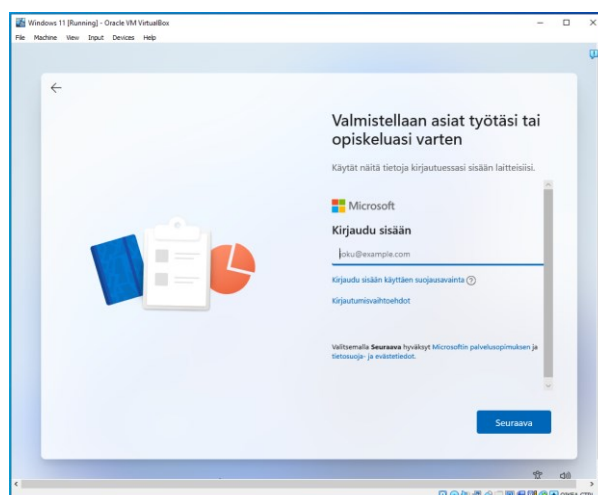 Windows 11 [Running] - Oracle VM VirtualBox
File Machine View Input Devices Help
Valmistellaan asiat työtäsi tai
opiskeluasi varten
Käytät näitä tietoja kirjautuessasi sisään laitteisiisi.
Microsoft
Kirjaudu sisään
joku@example.com
Kirjaudu sisään käyttäen suojausavainta
Kirjautumisvaihtoehdot
Valitsemalla Seuraava hyväksyt Microsoftin palvelusopimuksen ja
tietosuoja- ja evästetiedot.
Seuraava